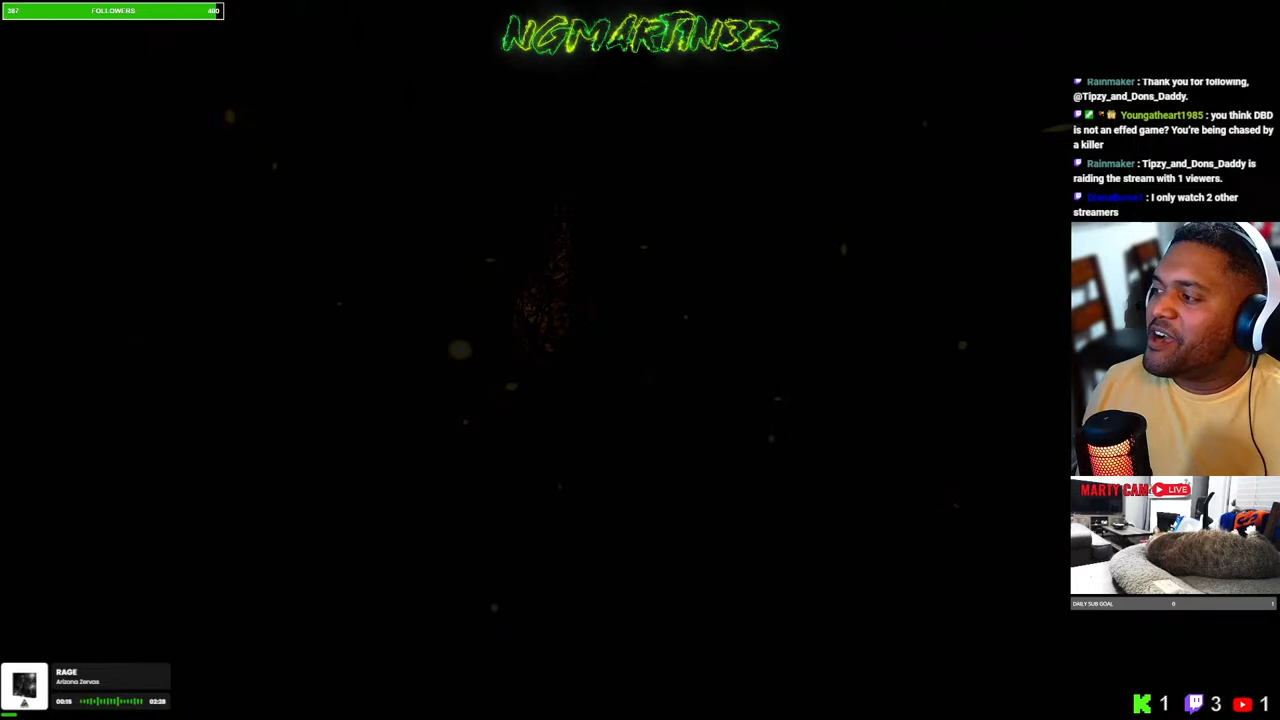 387 FOLLOWERS 400
NGMARTIN3Z
Rainmaker : Thank you for following,
@Tipzy_and_Dons_Daddy.
Youngatheart1985 : you think DBD
is not an effed game? You're being chased by
a killer
Rainmaker : Tipzy_and_Dons_Daddy is
raiding the stream with 1 viewers.
: I only watch 2 other
streamers
MARTY CAM LIVE
DAILY SUB GOAL 0 1
RAGE
Arizona Zervas
00:15 02:28
K 1 3 1